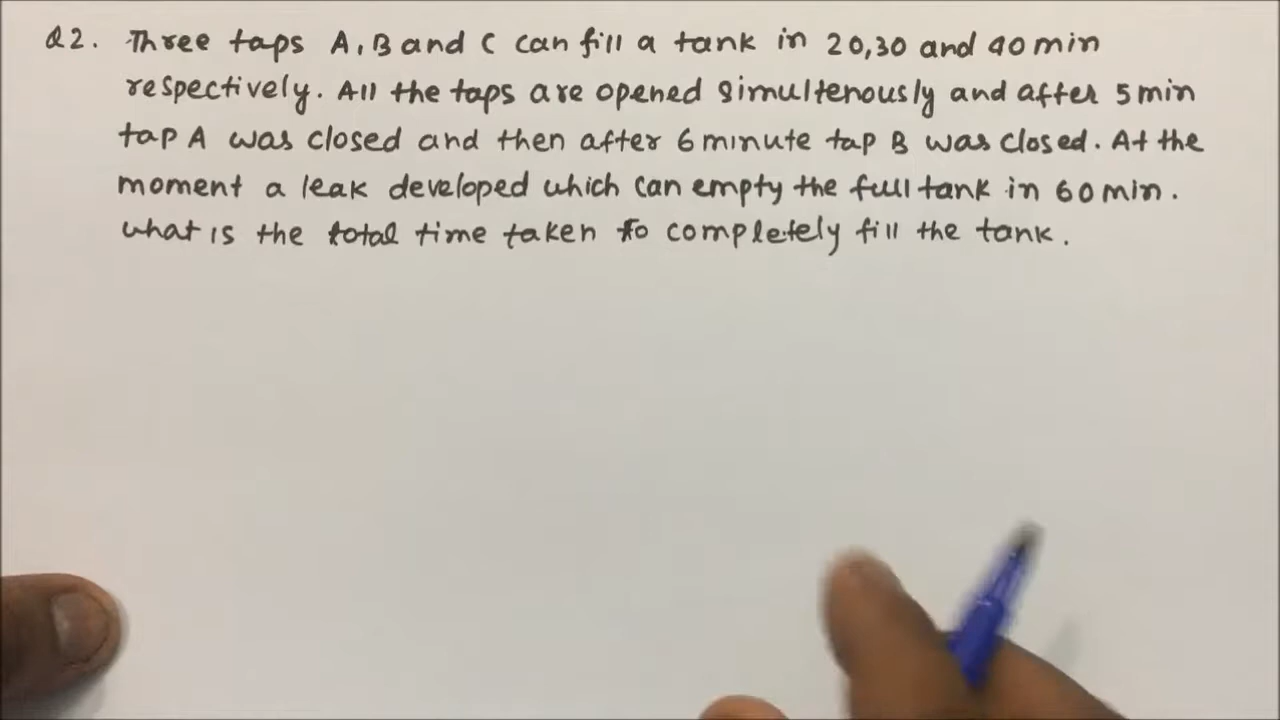 Q2. Three taps A, B and C can fill a tank in 20,30 and 40 min
respectively. All the taps are opened simultenously and after 5 min
tap A was closed and then after 6 minute tap B was closed. At the
moment a leak developed which can empty the full tank in 60 min.
what is the total time taken to completely fill the tank.